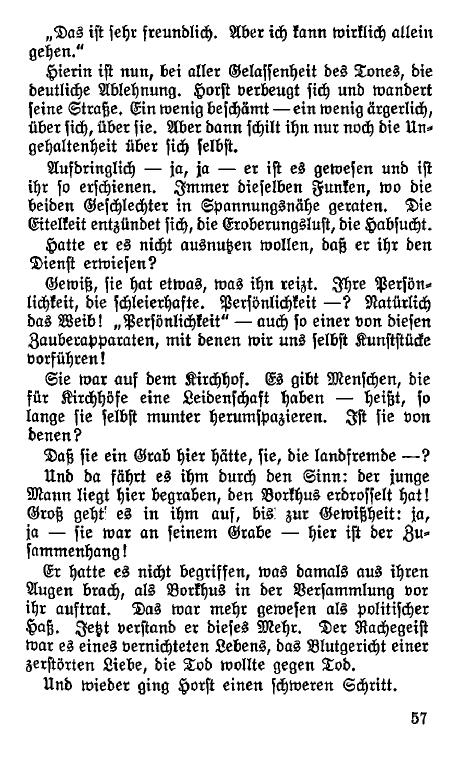 „Das ist sehr freundlich. Aber ich kann wirklich allein
gehen.“
Hierin ist nun, bei aller Gelassenheit des Tones, die
deutliche Ablehnung. Horst verbeugt sich und wandert
seine Straße. Ein wenig beschämt — ein wenig ärgerlich,
über sich, über sie. Aber dann schilt ihn nur noch die Un-
gehaltenheit über sich selbst.
Aufdringlich — ja, ja — er ist es gewesen und ist
ihr so erschienen. Immer dieselben Funken, wo die
beiden Geschlechter in Spannungsnähe geraten. Die
Eitelkeit entzündet sich, die Eroberungslust, die Habsucht.
Hatte er es nicht ausnutzen wollen, daß er ihr den
Dienst erwiesen?
Gewiß, sie hat etwas, was ihn reizt. Ihre Persön-
lichkeit, die schleierhafte. Persönlichkeit —? Natürlich
das Weib! „Persönlichkeit“ — auch so einer von diesen
Zauberapparaten, mit denen wir uns selbst Kunststücke
vorführen!
Sie war auf dem Kirchhof. Es gibt Menschen, die
für Kirchhöfe eine Leidenschaft haben — heißt, so
lange sie selbst munter herumspazieren. Ist sie von
denen?
Daß sie ein Grab hier hätte, sie, die landfremde —?
Und da fährt es ihm durch den Sinn: der junge
Mann liegt hier begraben, den Borkhus erdrosselt hat!
Groß geht es in ihm auf, bis zur Gewißheit: ja,
ja — sie war an seinem Grabe — hier ist der Zu-
sammenhang!
Er hatte es nicht begriffen, was damals aus ihren
Augen brach, als Borkhus in der Versammlung vor
ihr auftrat. Das war mehr gewesen als politischer
Haß. Jetzt verstand er dieses Mehr. Der Rachegeist
war es eines vernichteten Lebens, das Blutgericht einer
zerstörten Liebe, die Tod wollte gegen Tod.
Und wieder ging Horst einen schweren Schritt.
57